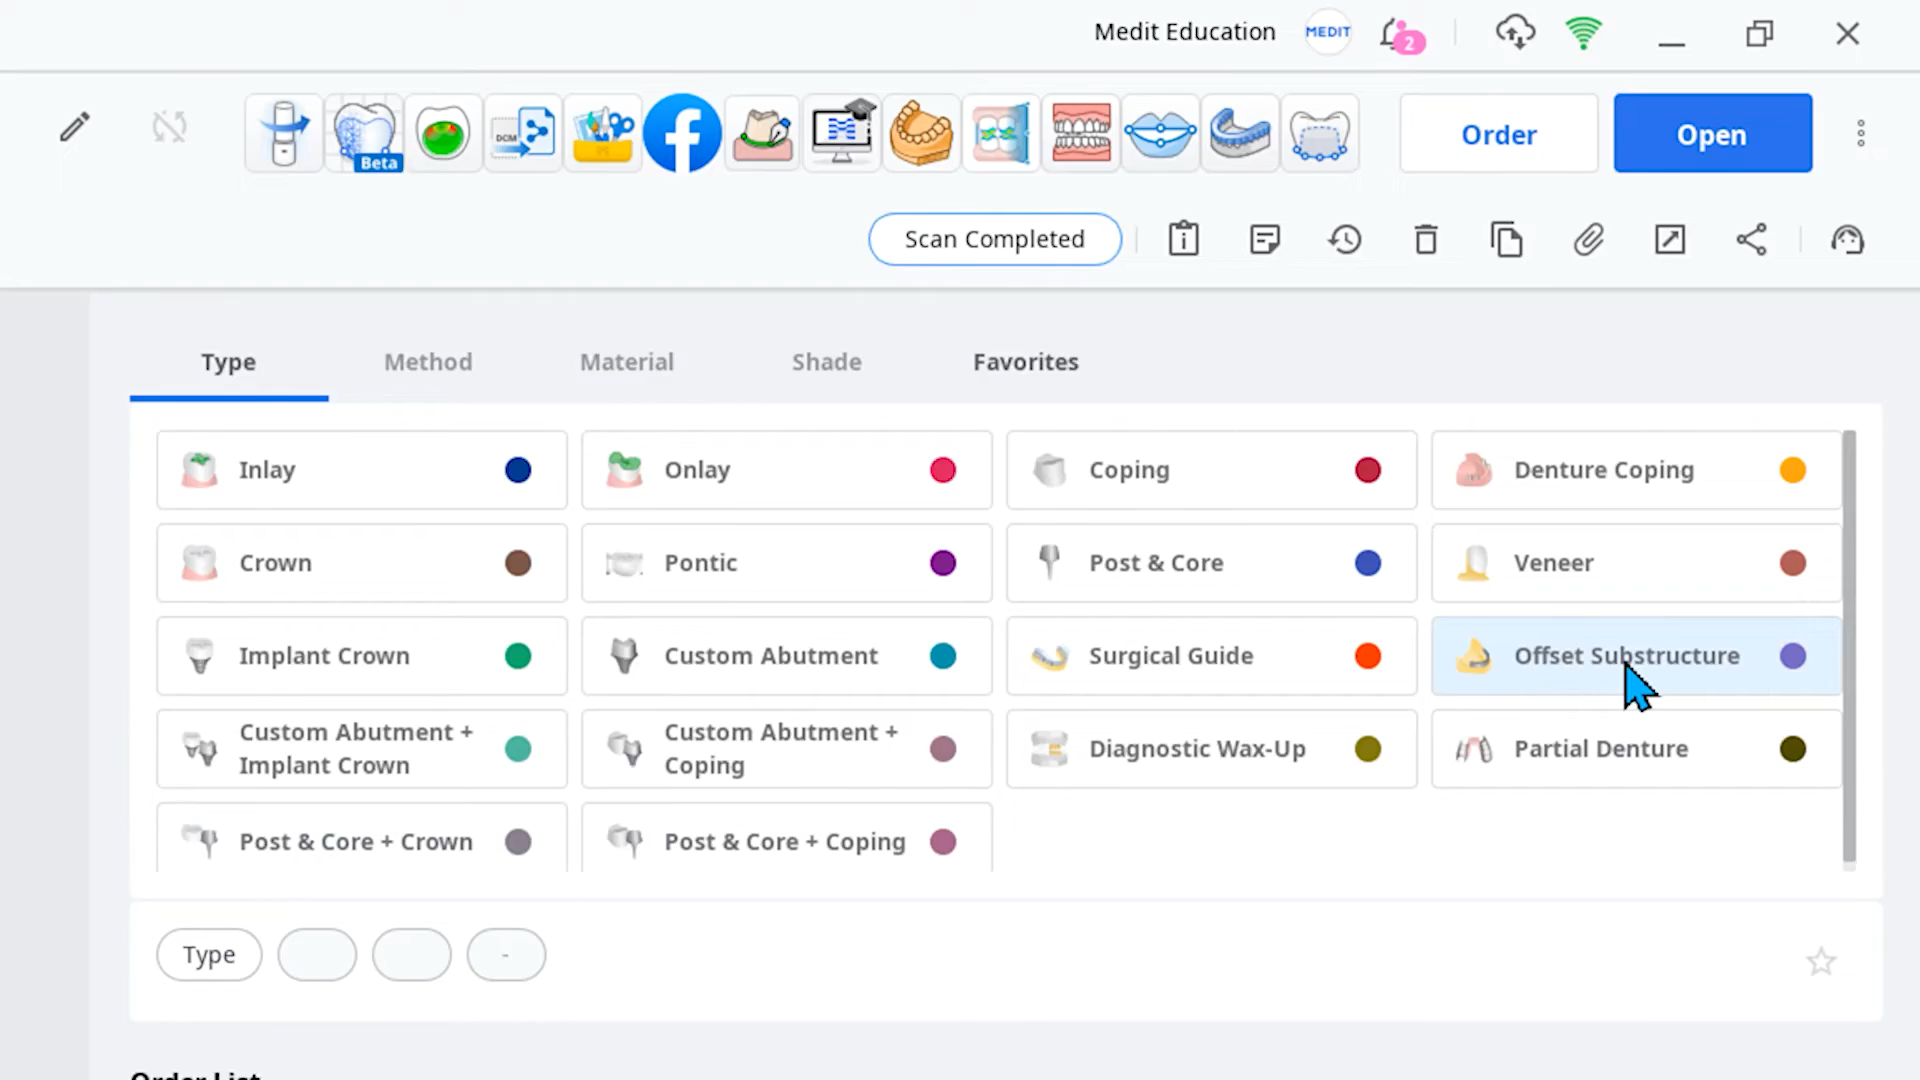 Medit Education
MEDIT
2
Beta
DCM
Order
Open
Scan Completed
Type
Method
Material
Shade
Favorites
Inlay
Onlay
Coping
Denture Coping
Crown
Pontic
Post & Core
Veneer
Implant Crown
Custom Abutment
Surgical Guide
Offset Substructure
Custom Abutment +
Implant Crown
Custom Abutment +
Coping
Diagnostic Wax-Up
Partial Denture
Post & Core + Crown
Post & Core + Coping
Type
-
Order List